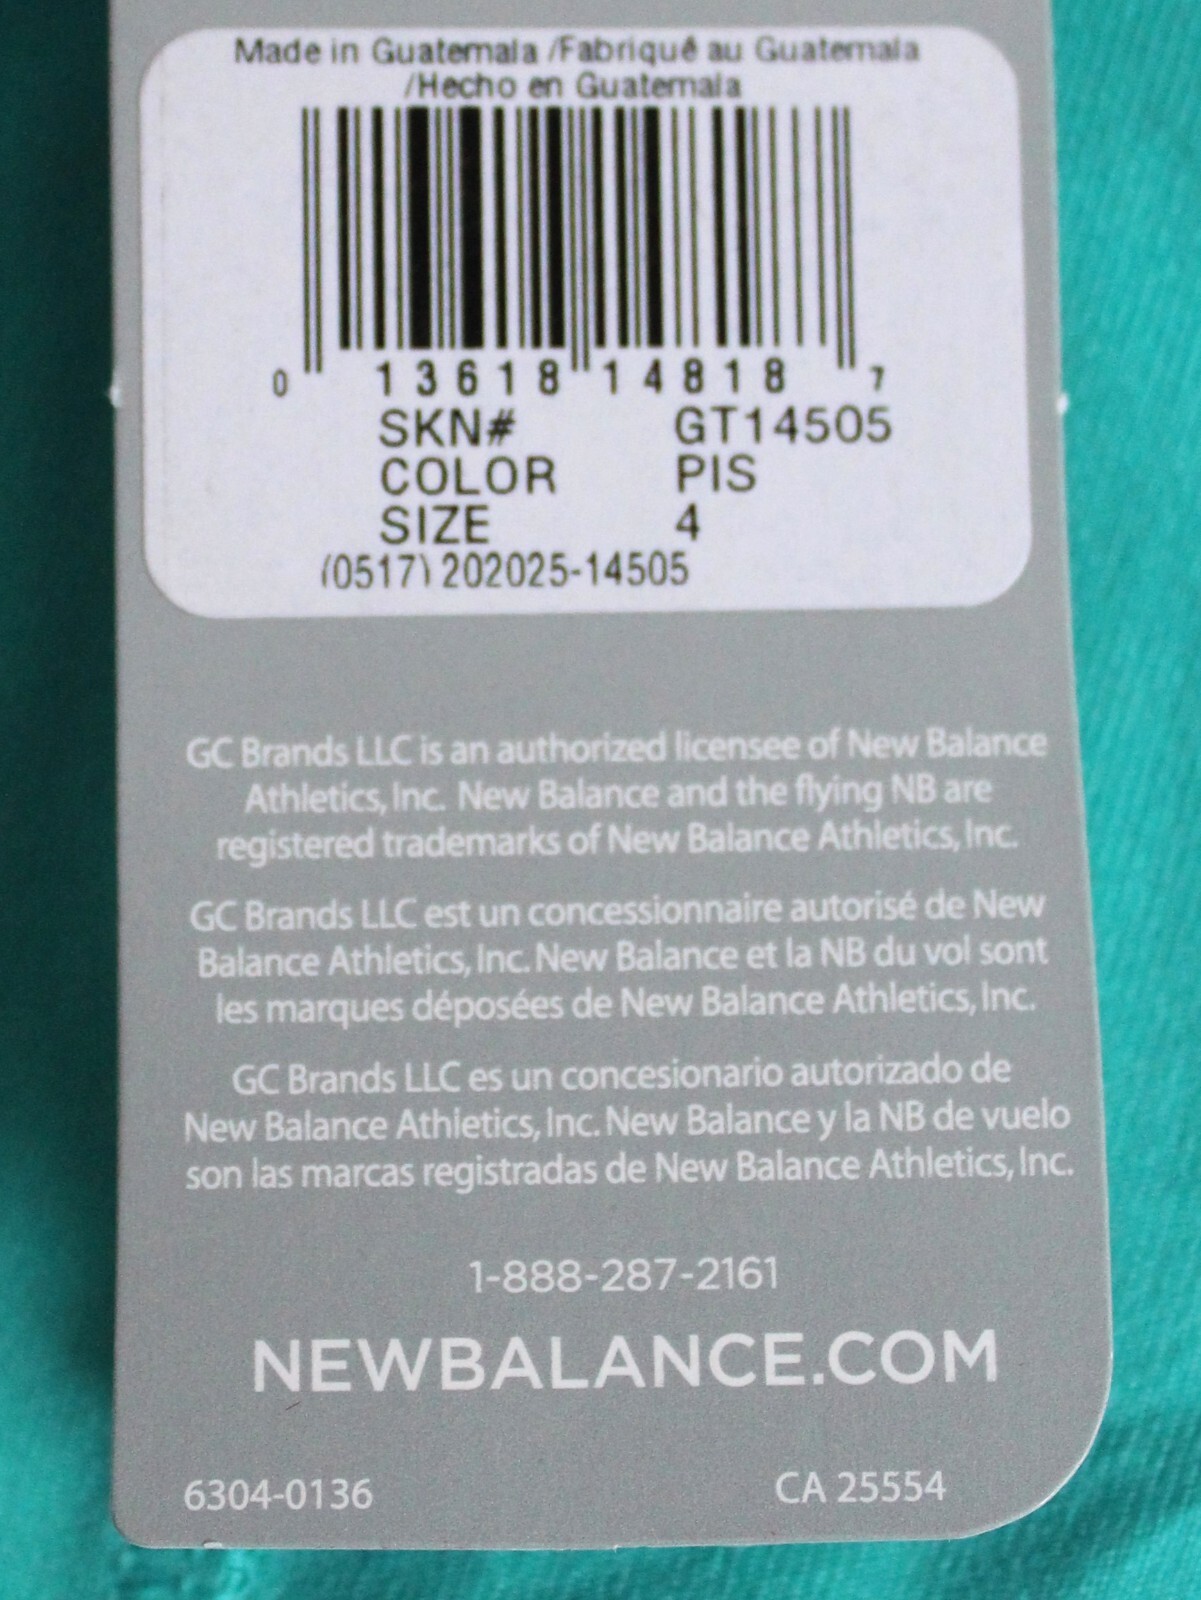 Made in Guatemala /Fabriquê au Guatemala
/Hecho en Guatemala
0 13618 14818 7
SKN# GT14505
COLOR PIS
SIZE 4
(0517) 202025-14505
GC Brands LLC is an authorized licensee of New Balance
Athletics, Inc. New Balance and the flying NB are
registered trademarks of New Balance Athletics, Inc.
GC Brands LLC est un concessionnaire autorisé de New
Balance Athletics, Inc. New Balance et la NB du vol sont
les marques déposées de New Balance Athletics, Inc.
GC Brands LLC es un concesionario autorizado de
New Balance Athletics, Inc. New Balance y la NB de vuelo
son las marcas registradas de New Balance Athletics, Inc.
1-888-287-2161
NEWBALANCE.COM
6304-0136 CA 25554